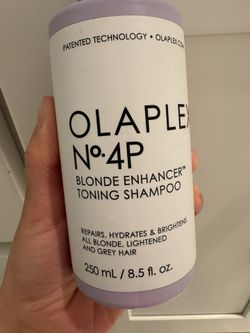 PATENTED TECHNOLOGY • OLAPLEX.COM
OLAPLEX
Nº.4P
BLONDE ENHANCER™
TONING SHAMPOO
REPAIRS, HYDRATES & BRIGHTENS
ALL BLONDE, LIGHTENED
AND GREY HAIR
250 mL / 8.5 fl. oz.